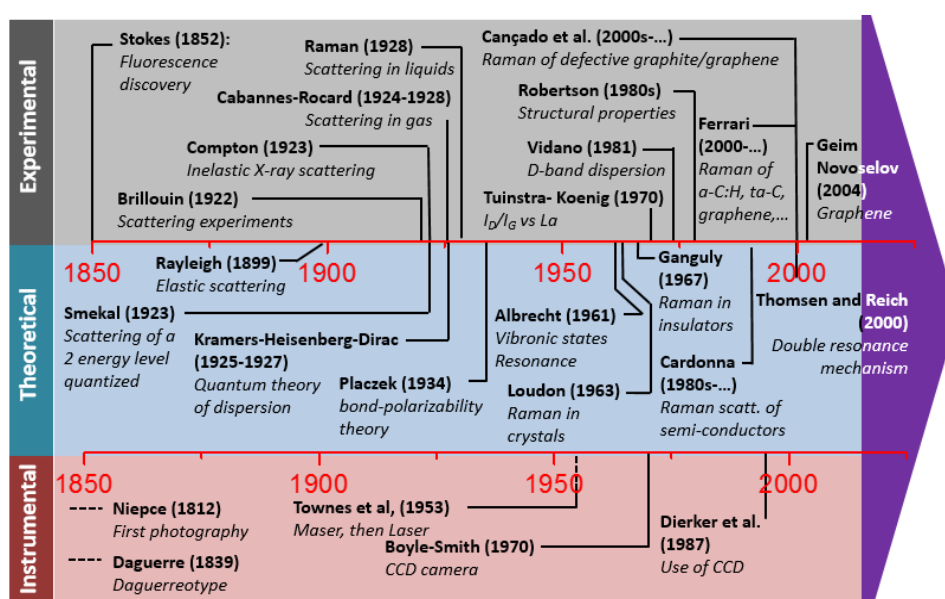 Experimental
Stokes (1852):
Fluorescence
discovery
Raman (1928)
Scattering in liquids
Cabannes-Rocard (1924-1928)
Scattering in gas
Compton (1923)
Inelastic X-ray scattering
Brillouin (1922)
Scattering experiments
Cançado et al. (2000s-...)
Raman of defective graphite/graphene
Robertson (1980s)
Structural properties
Vidano (1981)
D-band dispersion
Tuinstra- Koenig (1970)
ID/IG vs La
Ferrari
(2000-...)
Raman of
a-C:H, ta-C,
graphene,...
Geim
Novoselov
(2004)
Graphene
1850
1900
1950
2000
Theoretical
Rayleigh (1899)
Elastic scattering
Smekal (1923)
Scattering of a
2 energy level
quantized
Kramers-Heisenberg-Dirac
(1925-1927)
Quantum theory
of dispersion
Placzek (1934)
bond-polarizability
theory
Albrecht (1961)
Vibronic states
Resonance
Loudon (1963)
Raman in
crystals
Ganguly
(1967)
Raman in
insulators
Cardonna
(1980s-...)
Raman scatt. of
semi-conductors
Thomsen and Reich
(2000)
Double resonance
mechanism
1850
1900
1950
2000
Instrumental
Niepce (1812)
First photography
Daguerre (1839)
Daguerreotype
Townes et al, (1953)
Maser, then Laser
Boyle-Smith (1970)
CCD camera
Dierker et al.
(1987)
Use of CCD